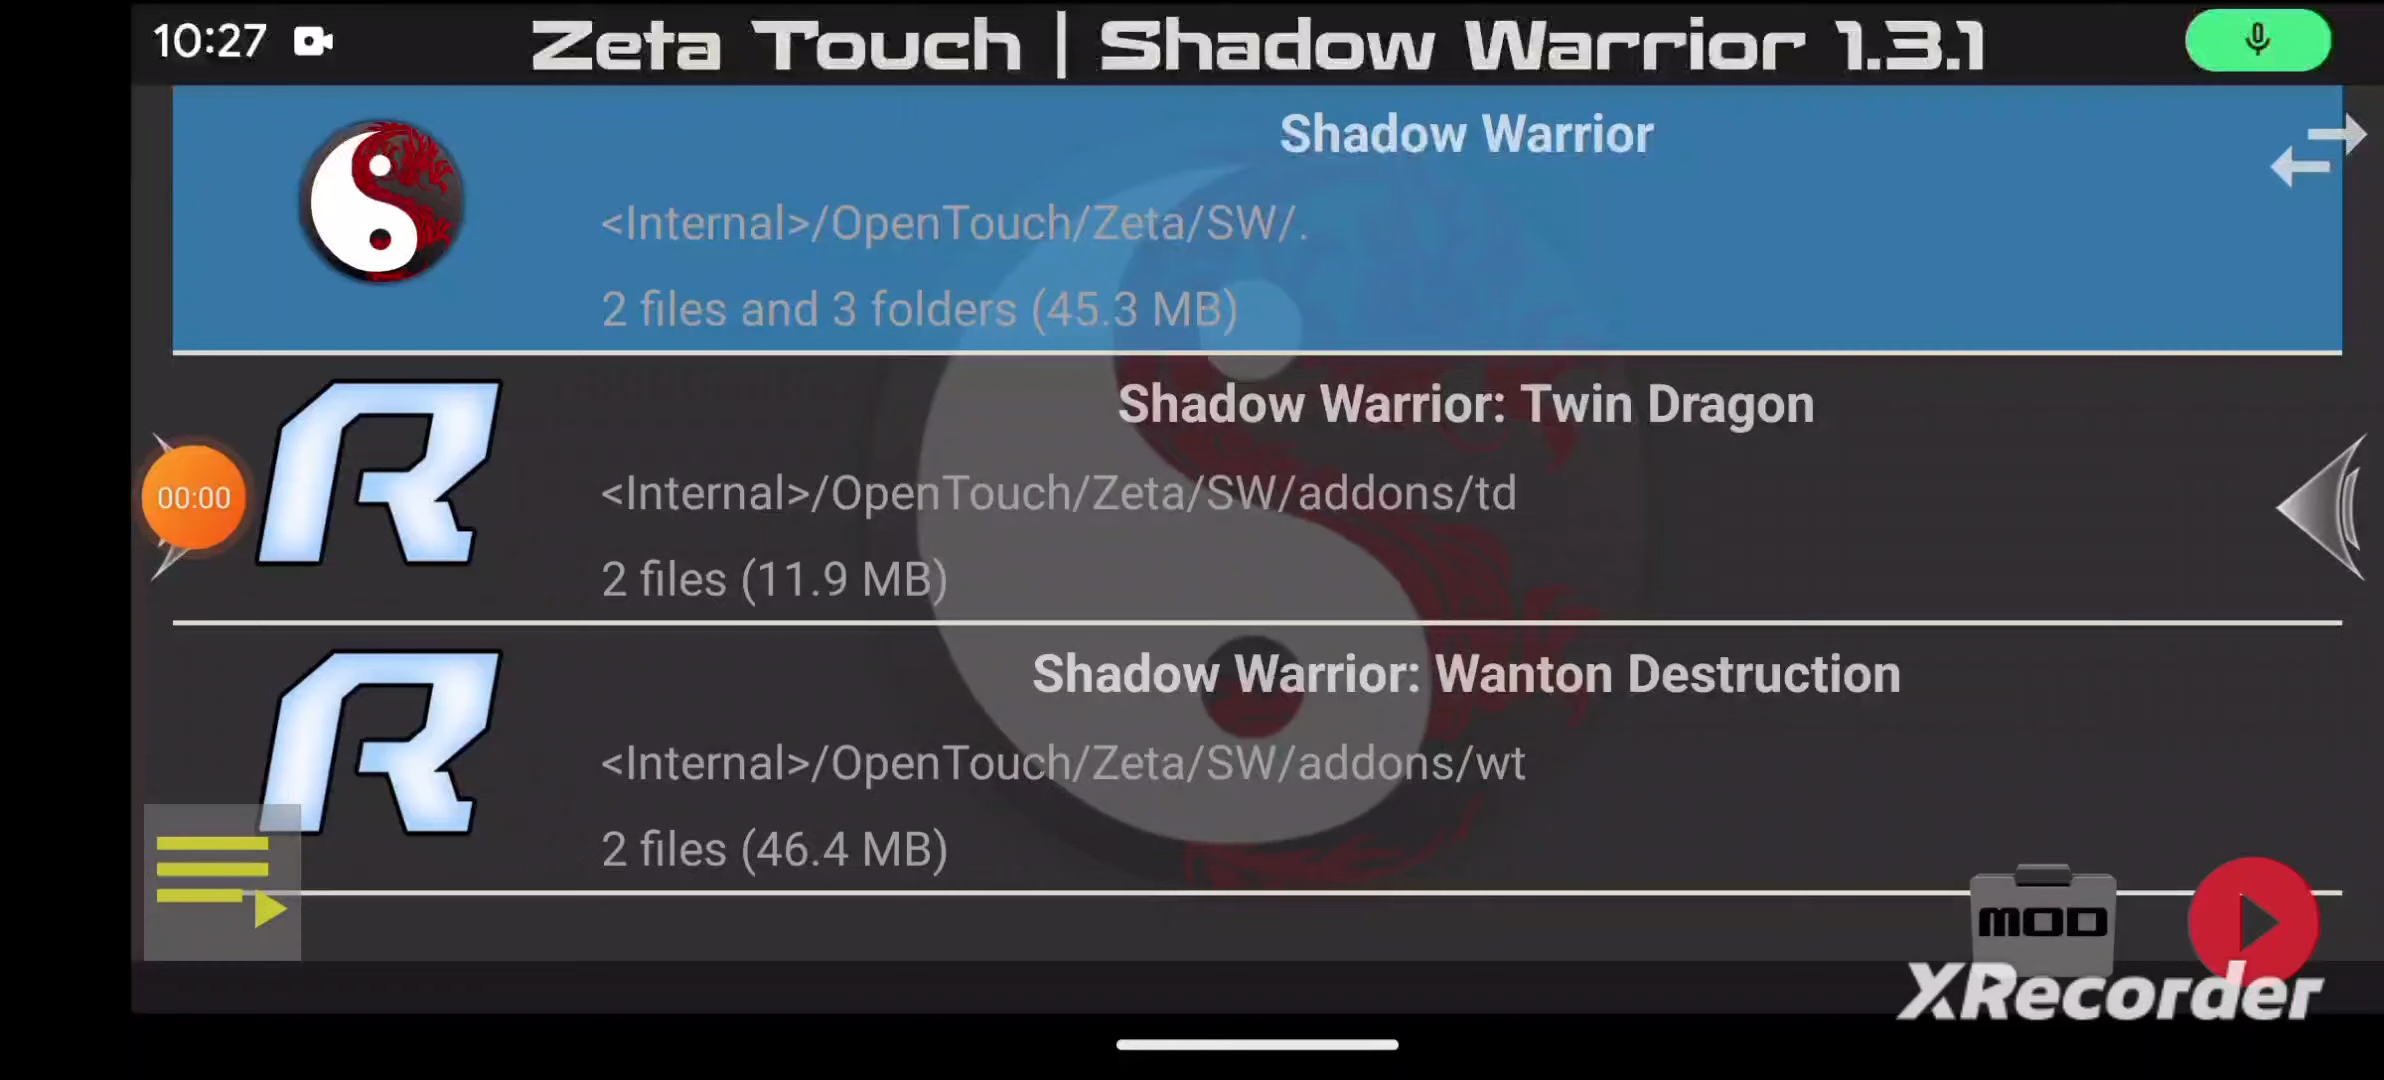 10:27
Zeta Touch | Shadow Warrior 1.3.1
Shadow Warrior
<Internal>/OpenTouch/Zeta/SW/.
2 files and 3 folders (45.3 MB)
R
Shadow Warrior: Twin Dragon
00:00
<Internal>/OpenTouch/Zeta/SW/addons/td
2 files (11.9 MB)
R
Shadow Warrior: Wanton Destruction
<Internal>/OpenTouch/Zeta/SW/addons/wt
2 files (46.4 MB)
MOD
XRecorder